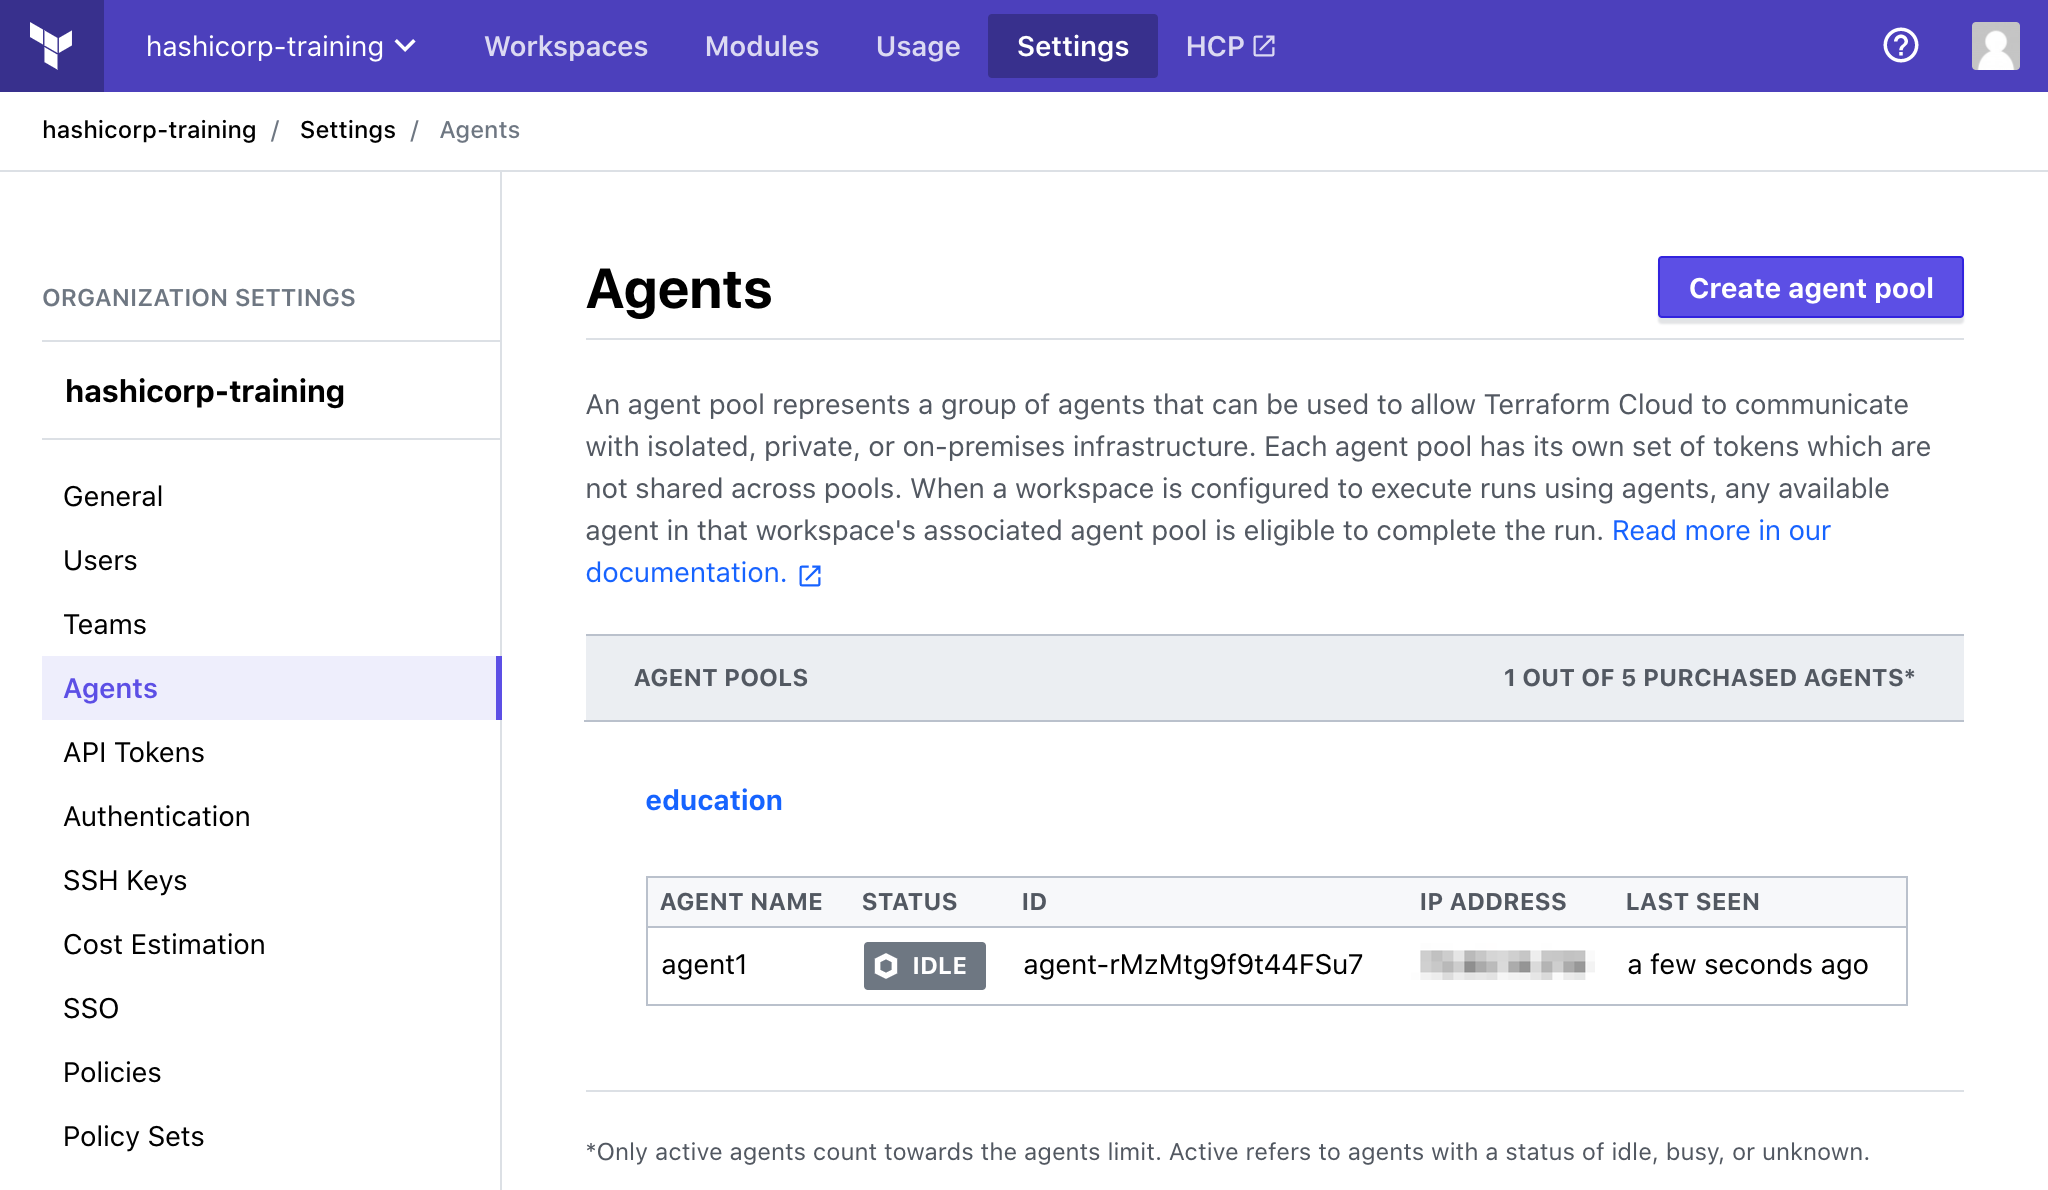 hashicorp-training Workspaces Modules Usage Settings HCP
hashicorp-training / Settings / Agents
ORGANIZATION SETTINGS
hashicorp-training
General
Users
Teams
Agents
API Tokens
Authentication
SSH Keys
Cost Estimation
SSO
Policies
Policy Sets
Agents
Create agent pool
An agent pool represents a group of agents that can be used to allow Terraform Cloud to communicate
with isolated, private, or on-premises infrastructure. Each agent pool has its own set of tokens which are
not shared across pools. When a workspace is configured to execute runs using agents, any available
agent in that workspace's associated agent pool is eligible to complete the run. Read more in our
documentation.
AGENT POOLS 1 OUT OF 5 PURCHASED AGENTS*
education
AGENT NAME STATUS ID IP ADDRESS LAST SEEN
agent1 IDLE agent-rMzMtg9f9t44FSu7 a few seconds ago
*Only active agents count towards the agents limit. Active refers to agents with a status of idle, busy, or unknown.